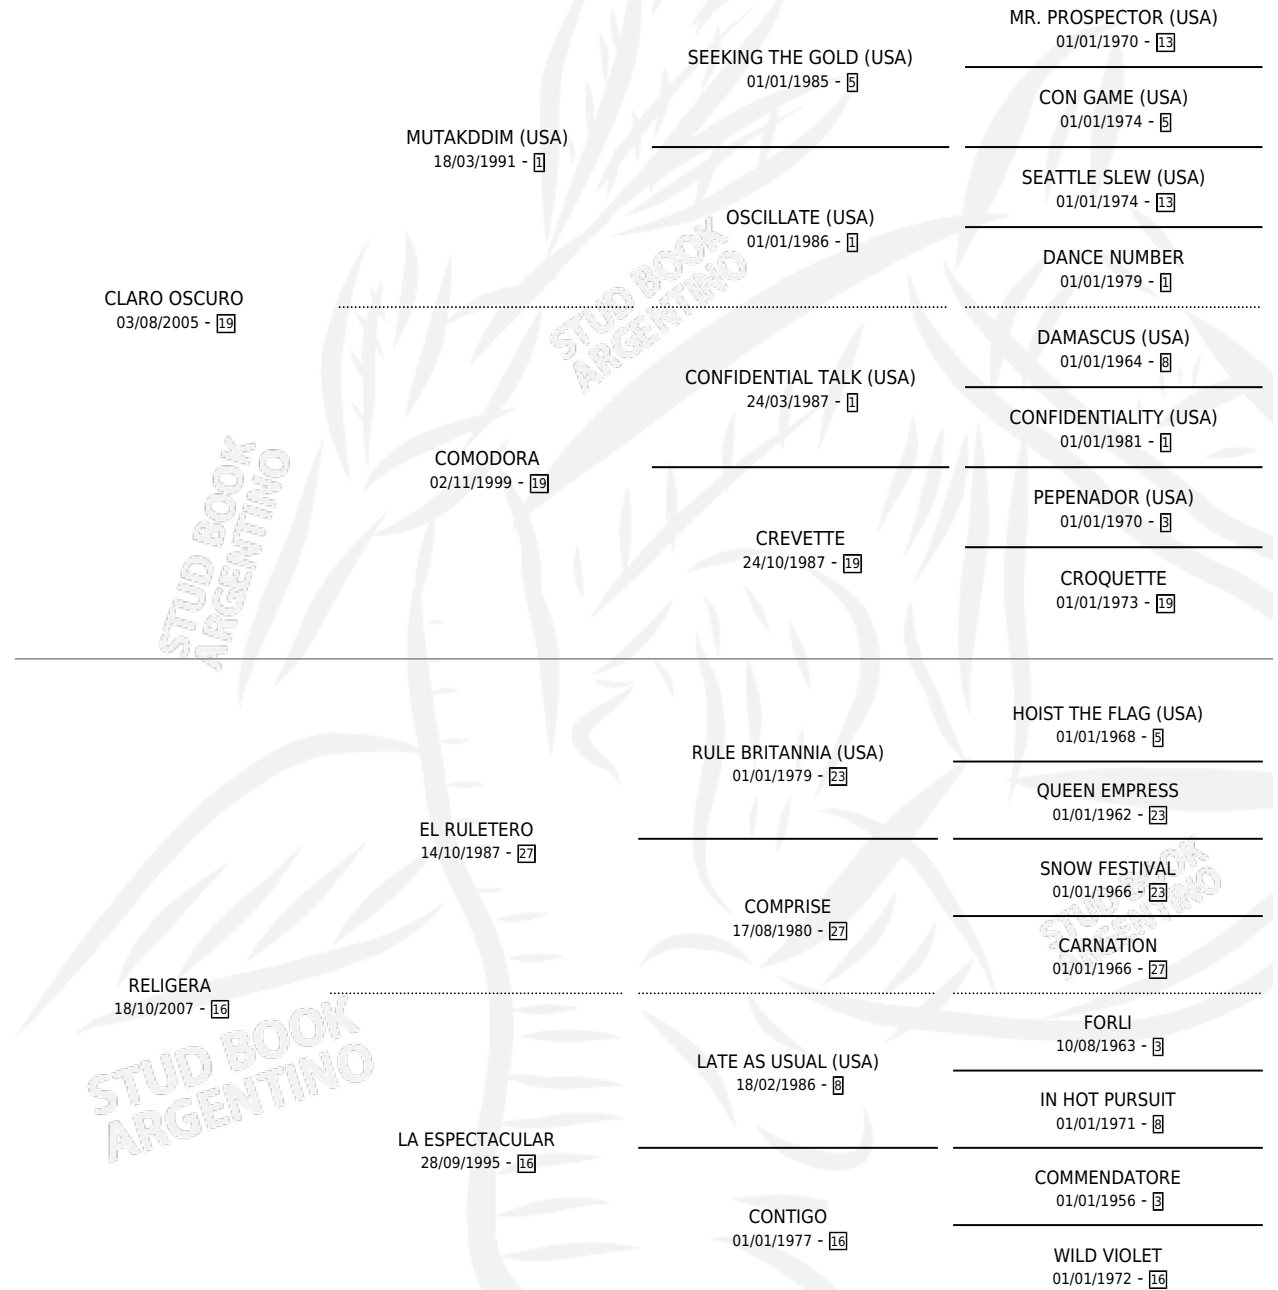 MR. PROSPECTOR (USA)
01/01/1970 - 13
SEEKING THE GOLD (USA)
01/01/1985 - 5
CON GAME (USA)
01/01/1974 - 5
MUTAKDDIM (USA)
18/03/1991 - 1
SEATTLE SLEW (USA)
01/01/1974 - 13
OSCILLATE (USA)
01/01/1986 - 1
DANCE NUMBER
01/01/1979 - 1
CLARO OSCURO
03/08/2005 - 19
STUD BOOK
ARGENTINO
DAMASCUS (USA)
01/01/1964 - 8
CONFIDENTIAL TALK (USA)
24/03/1987 - 1
CONFIDENTIALITY (USA)
01/01/1981 - 1
COMODORA
02/11/1999 - 19
PEPENADOR (USA)
01/01/1970 - 3
CREVETTE
24/10/1987 - 19
CROQUETTE
01/01/1973 - 19
STUD BOOK
ARGENTINO
HOIST THE FLAG (USA)
01/01/1968 - 5
RULE BRITANNIA (USA)
01/01/1979 - 23
QUEEN EMPRESS
01/01/1962 - 23
EL RULETERO
14/10/1987 - 27
SNOW FESTIVAL
01/01/1966 - 23
COMPRISE
17/08/1980 - 27
STUD BOOK
ARGENTINO
CARNATION
01/01/1966 - 27
RELIGERA
18/10/2007 - 16
STUD BOOK
ARGENTINO
FORLI
10/08/1963 - 3
LATE AS USUAL (USA)
18/02/1986 - 8
IN HOT PURSUIT
01/01/1971 - 8
LA ESPECTACULAR
28/09/1995 - 16
COMMENDATORE
01/01/1956 - 3
CONTIGO
01/01/1977 - 16
WILD VIOLET
01/01/1972 - 16